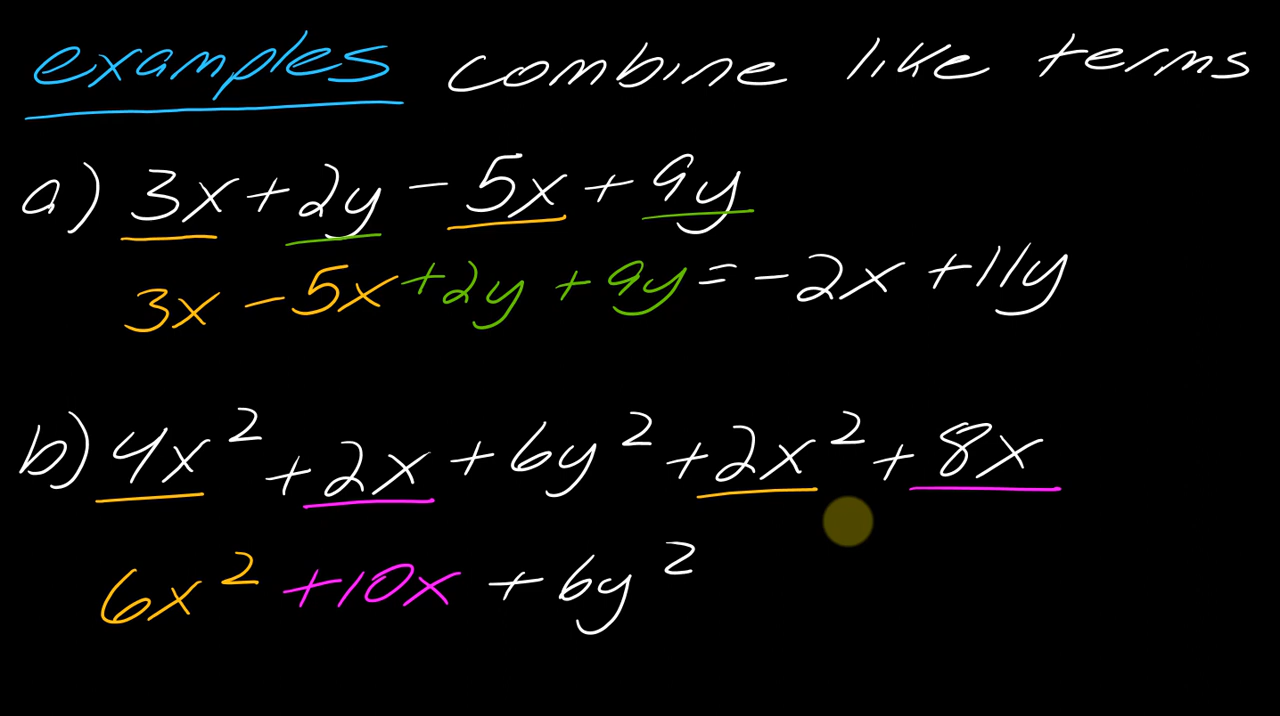 examples combine like terms
a) 3x + 2y - 5x + 9y
3x - 5x + 2y + 9y = -2x + 11y
b) 4x² + 2x + 6y² + 2x² + 8x
6x² + 10x + 6y²